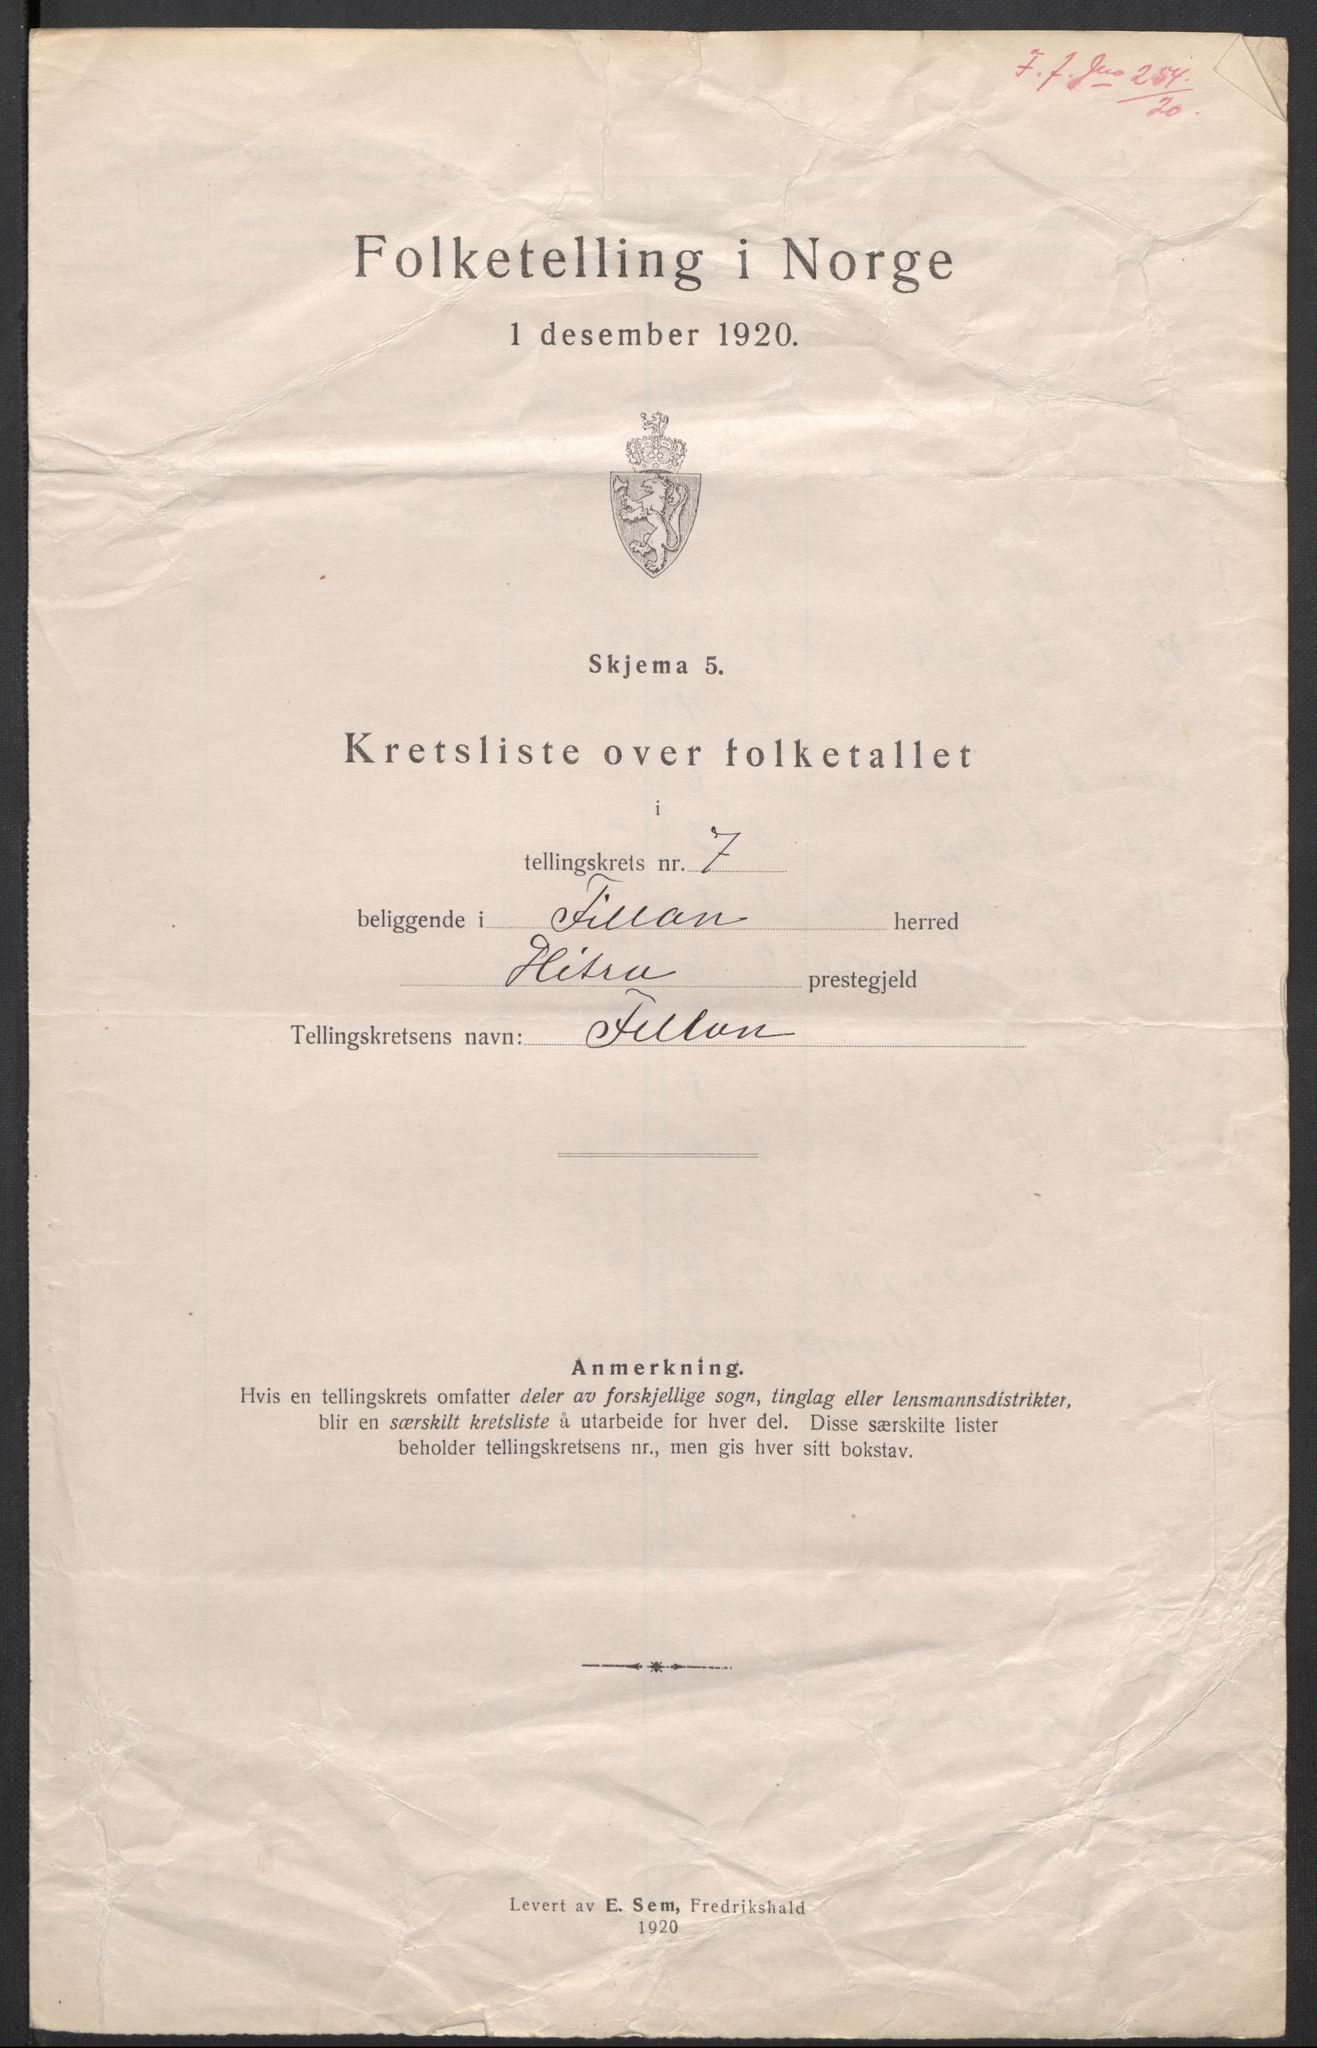 F. f. Jno 254.
20.
Folketelling i Norge
1 desember 1920.
Skjema 5.
Kretsliste over folketallet
i
tellingskrets nr. 7
beliggende i Fillan herred
Hitra prestegjeld
Tellingskretsens navn: Fillan
Anmerkning.
Hvis en tellingskrets omfatter deler av forskjellige sogn, tinglag eller lensmannsdistrikter,
blir en særskilt kretsliste å utarbeide for hver del. Disse særskilte lister
beholder tellingskretsens nr., men gis hver sitt bokstav.
Levert av E. Sem, Fredrikshald
1920